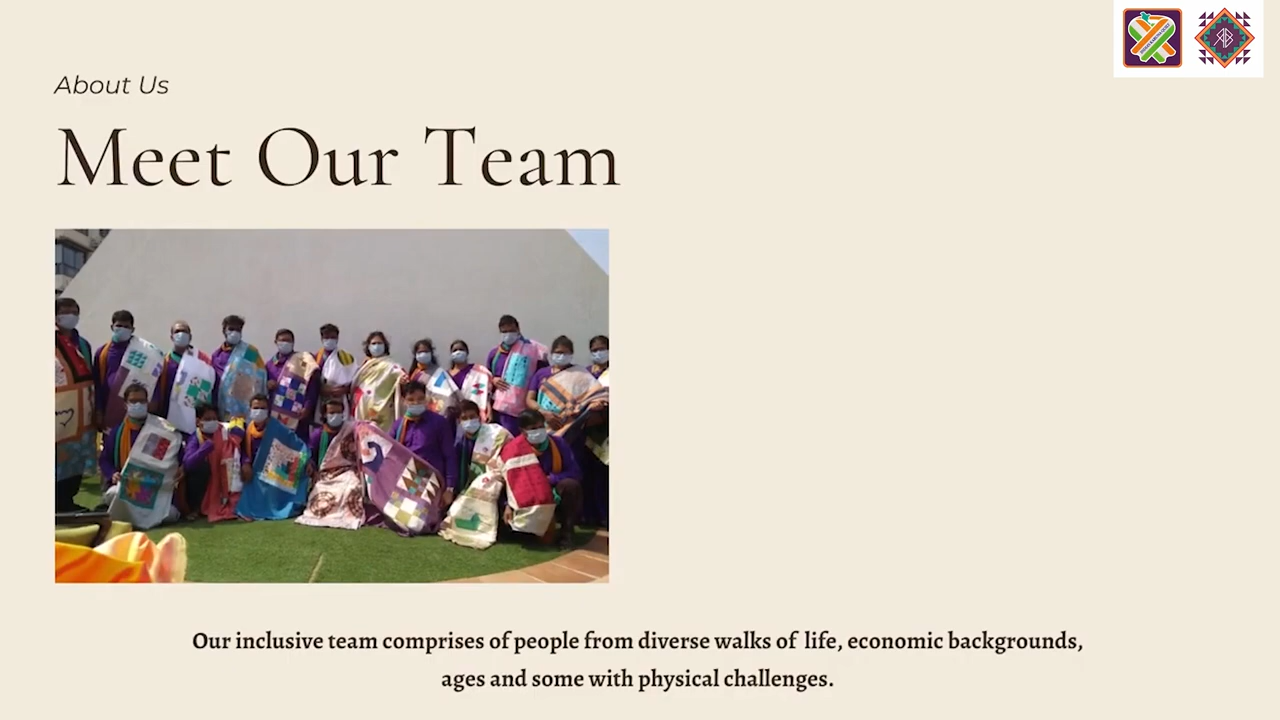 About Us
Meet Our Team
Our inclusive team comprises of people from diverse walks of life, economic backgrounds,
ages and some with physical challenges.